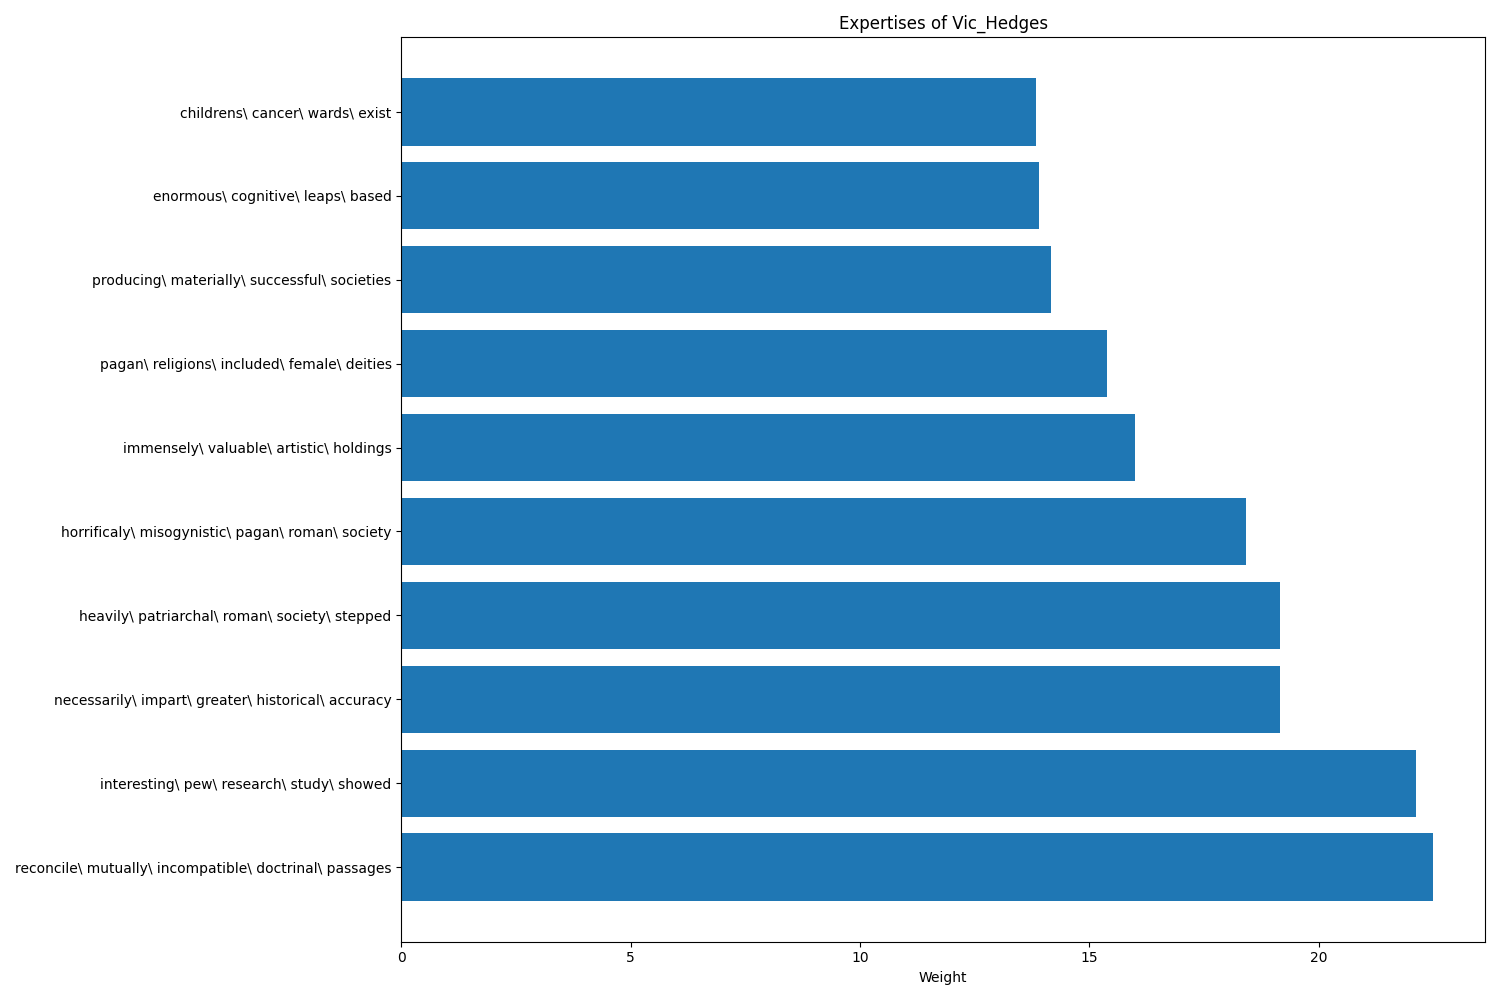 Expertises of Vic_Hedges
childrens\ cancer\ wards\ exist
enormous\ cognitive\ leaps\ based
producing\ materially\ successful\ societies
pagan\ religions\ included\ female\ deities
immensely\ valuable\ artistic\ holdings
horrificaly\ misogynistic\ pagan\ roman\ society
heavily\ patriarchal\ roman\ society\ stepped
necessarily\ impart\ greater\ historical\ accuracy
interesting\ pew\ research\ study\ showed
reconcile\ mutually\ incompatible\ doctrinal\ passages
0 5 10 15 20
Weight